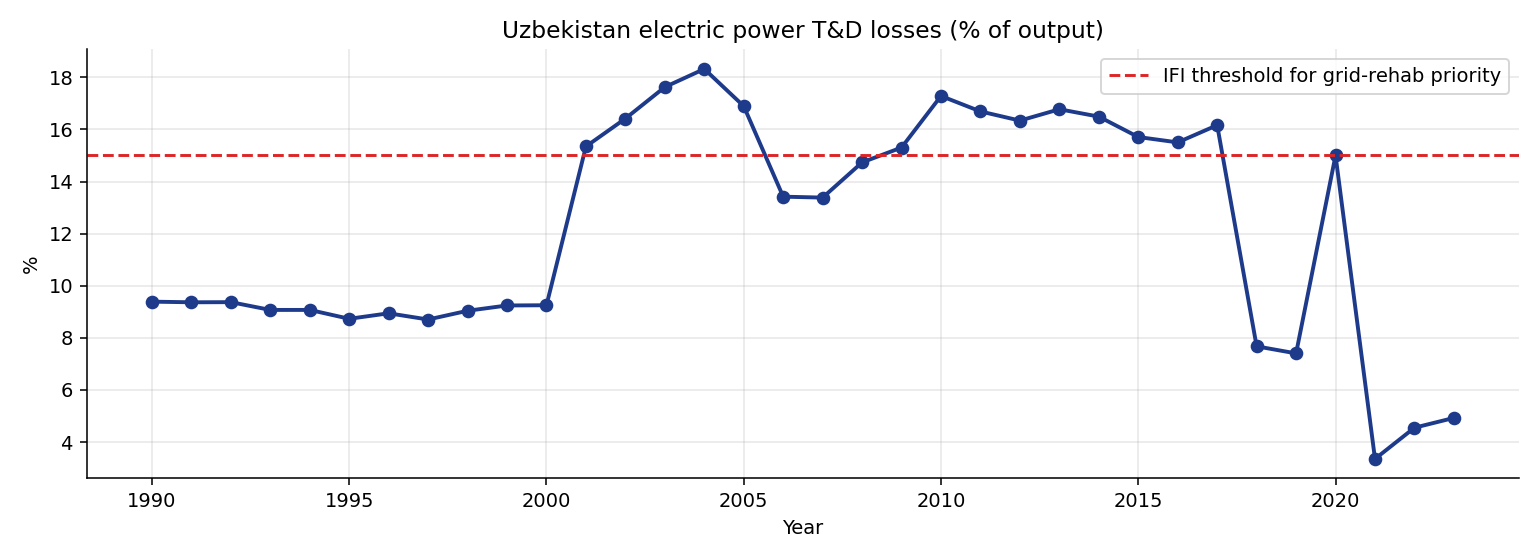 Uzbekistan electric power T&D losses (% of output)
IFI threshold for grid-rehab priority
18
16
14
12
10
8
6
4
%
1990 1995 2000 2005 2010 2015 2020
Year